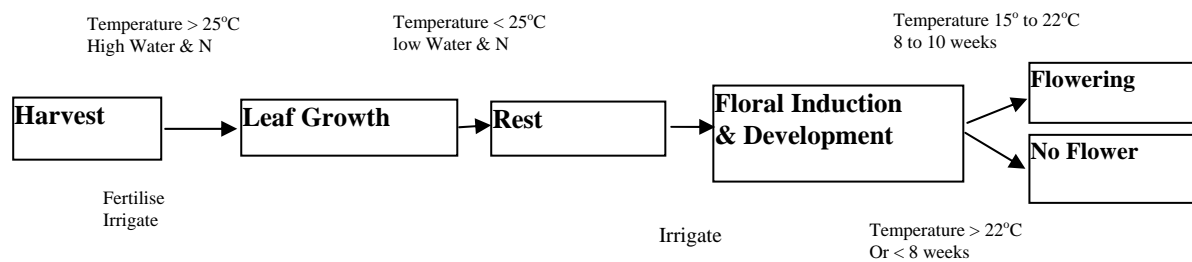 Temperature > 25°C
High Water & N
Temperature < 25°C
low Water & N
Temperature 15° to 22°C
8 to 10 weeks
Harvest
Leaf Growth
Rest
Floral Induction
& Development
Flowering
No Flower
Fertilise
Irrigate
Irrigate
Temperature > 22°C
Or < 8 weeks